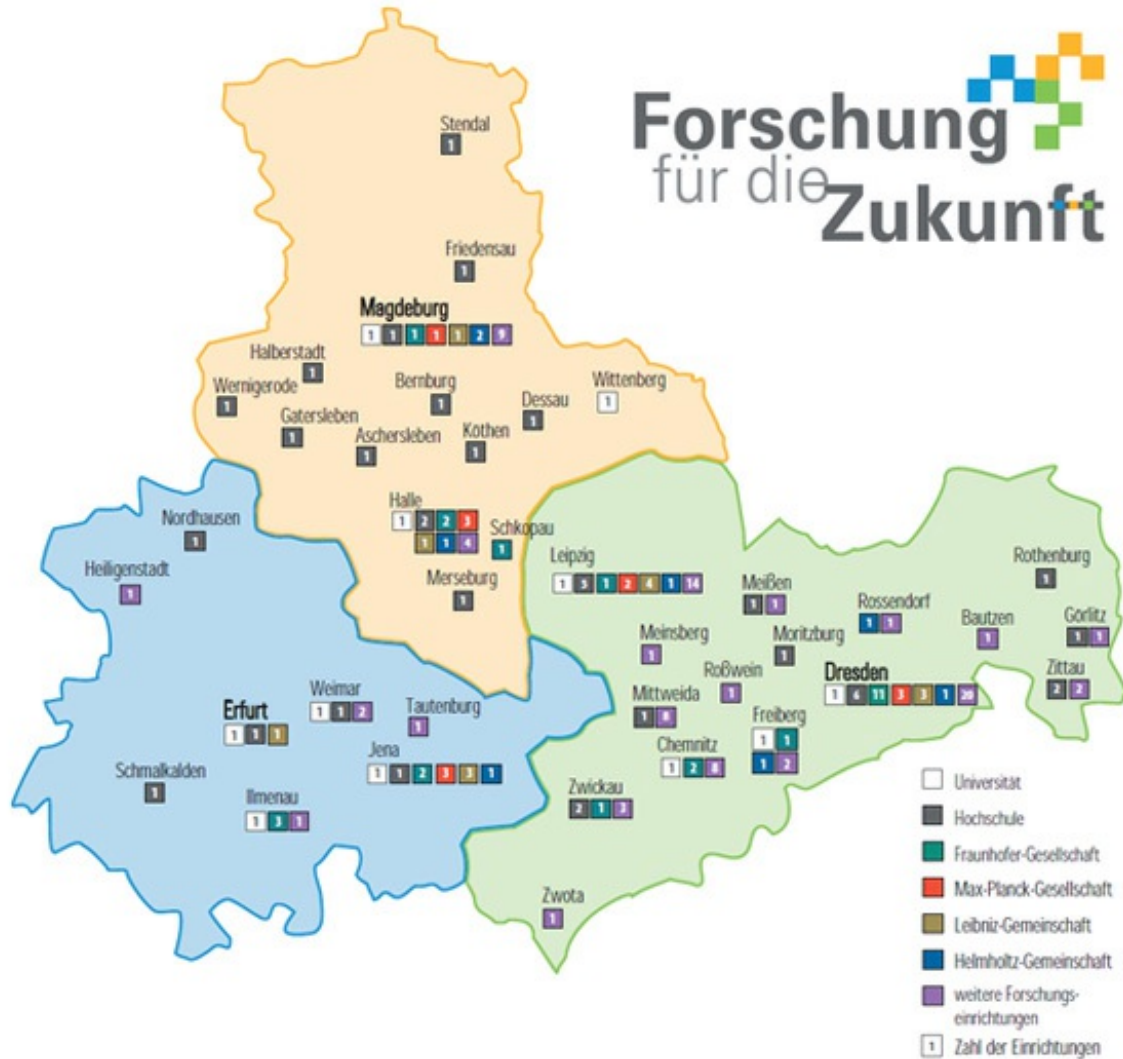 Forschung
für die
Zukunft
Stendal
1
Friedensau
1
Magdeburg
1 1 1 1 1 2 9
Halberstadt
1
Wernigerode
1
Bernburg
1
Wittenberg
1
Dessau
1
Gatersleben
1
Aschersleben
1
Köthen
1
Halle
1 2 2 3
1 1 4
Schkopau
1
Merseburg
1
Nordhausen
1
Heiligenstadt
1
Weimar
1 1 2
Tautenburg
1
Erfurt
1 1 1
Jena
1 1 2 3 3 1
Schmalkalden
1
Ilmenau
1 3 1
Leipzig
1 5 1 2 4 1 14
Meißen
1 1
Rothenburg
1
Rossendorf
1 1
Bautzen
1
Görlitz
1 1
Meinsberg
1
Moritzburg
1
Roßwein
1
Dresden
1 6 11 3 3 1 20
Zittau
2 2
Mittweida
1 8
Freiberg
1 1
1 2
Chemnitz
1 2 8
Zwickau
2 1 3
Zwota
1
Universität
Hochschule
Fraunhofer-Gesellschaft
Max-Planck-Gesellschaft
Leibniz-Gemeinschaft
Helmholtz-Gemeinschaft
weitere Forschungs-
einrichtungen
1 Zahl der Einrichtungen